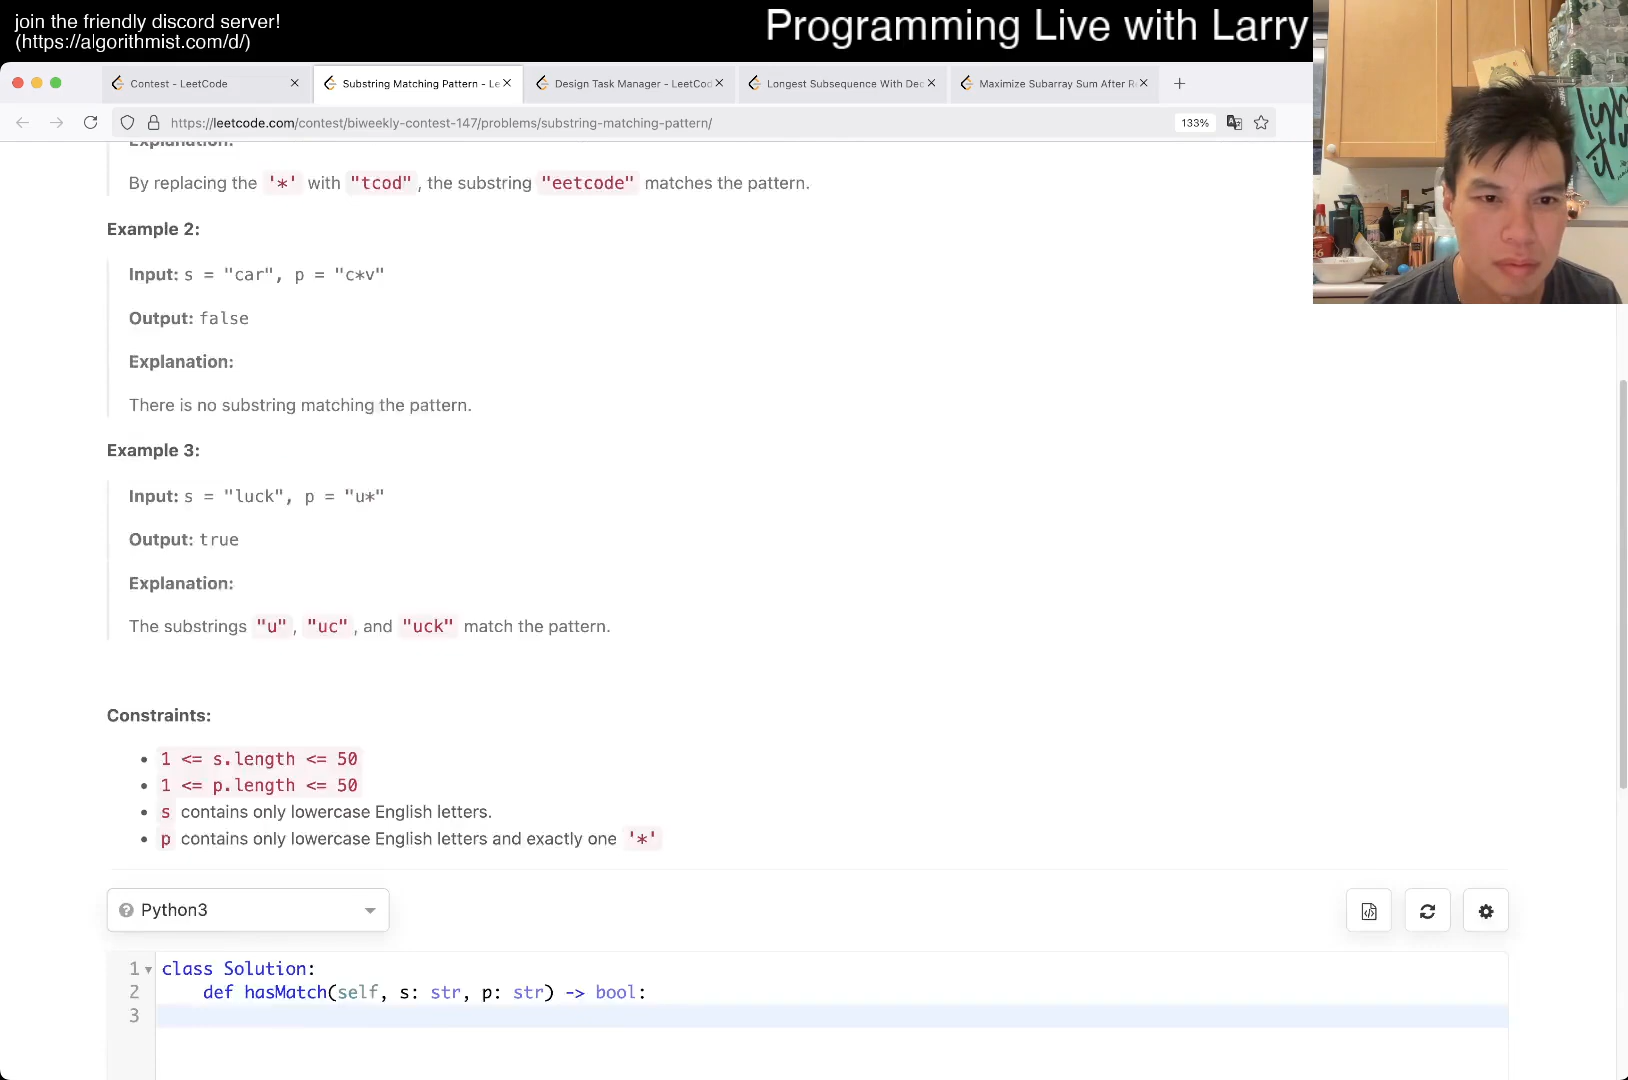 join the friendly discord server!
(https://algorithmist.com/d/)
Programming Live with Larry
Contest - LeetCode
Substring Matching Pattern - Le
Design Task Manager - LeetCod
Longest Subsequence With Dec
Maximize Subarray Sum After R
https://leetcode.com/contest/biweekly-contest-147/problems/substring-matching-pattern/
133%
Explanation:
By replacing the '*' with "tcod", the substring "eetcode" matches the pattern.
Example 2:
Input: s = "car", p = "c*v"
Output: false
Explanation:
There is no substring matching the pattern.
Example 3:
Input: s = "luck", p = "u*"
Output: true
Explanation:
The substrings "u", "uc", and "uck" match the pattern.
Constraints:
1 <= s.length <= 50
1 <= p.length <= 50
s contains only lowercase English letters.
p contains only lowercase English letters and exactly one '*'
Python3
1 class Solution:
2 def hasMatch(self, s: str, p: str) -> bool:
3